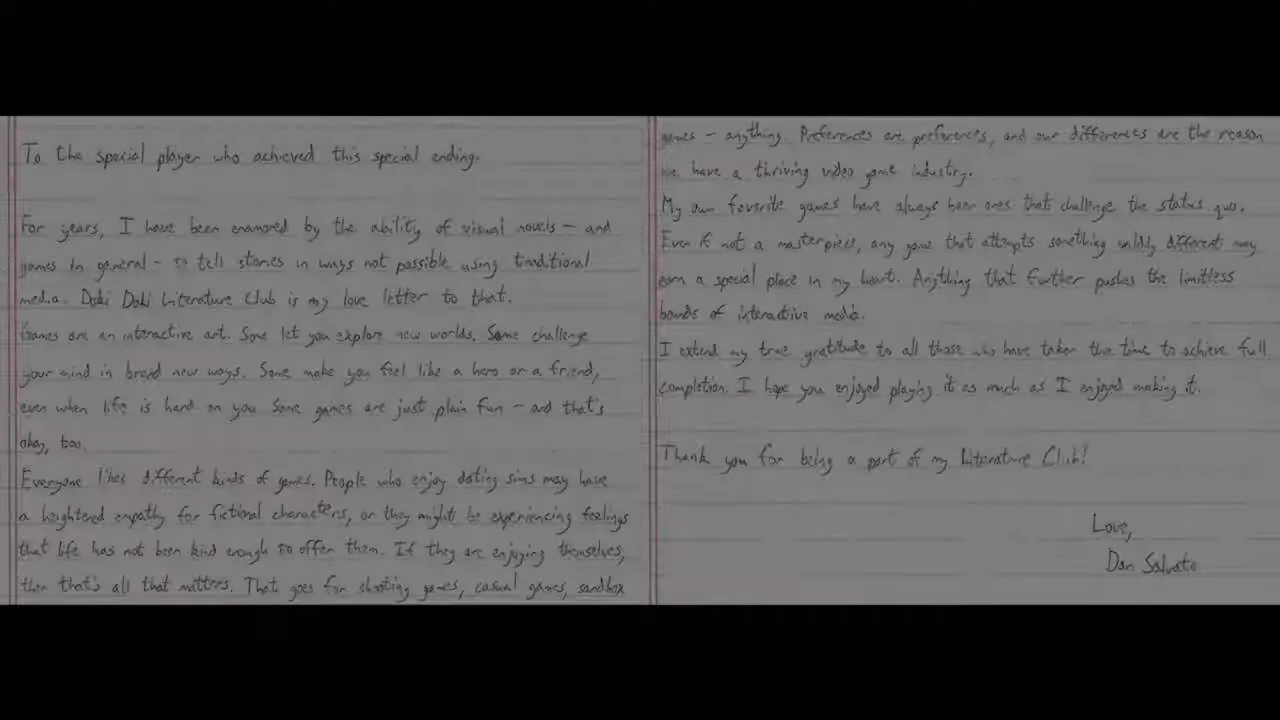 To the special player who achieved this special ending.
For years, I have been enamored by the ability of visual novels – and
games in general – to tell stories in ways not possible using traditional
media. Doki Doki Literature Club is my love letter to that.
Games are an interactive art. Some let you explore new worlds. Some challenge
your mind in brand new ways. Some make you feel like a hero or a friend,
even when life is hard on you. Some games are just plain fun – and that's
okay, too.
Everyone likes different kinds of games. People who enjoy dating sims may have
a heightened empathy for fictional characters, or they might be experiencing feelings
that life has not been kind enough to offer them. If they are enjoying themselves,
then that's all that matters. That goes for shooting games, casual games, sandbox
games – anything. Preferences are preferences, and our differences are the reason
we have a thriving video game industry.
My own favorite games have always been ones that challenge the status quo.
Even if not a masterpiece, any game that attempts something wildly different may
earn a special place in my heart. Anything that further pushes the limitless
bounds of interactive media.
I extend my true gratitude to all those who have taken the time to achieve full
completion. I hope you enjoyed playing it as much as I enjoyed making it.
Thank you for being a part of my Literature Club!
Love,
Dan Salvato